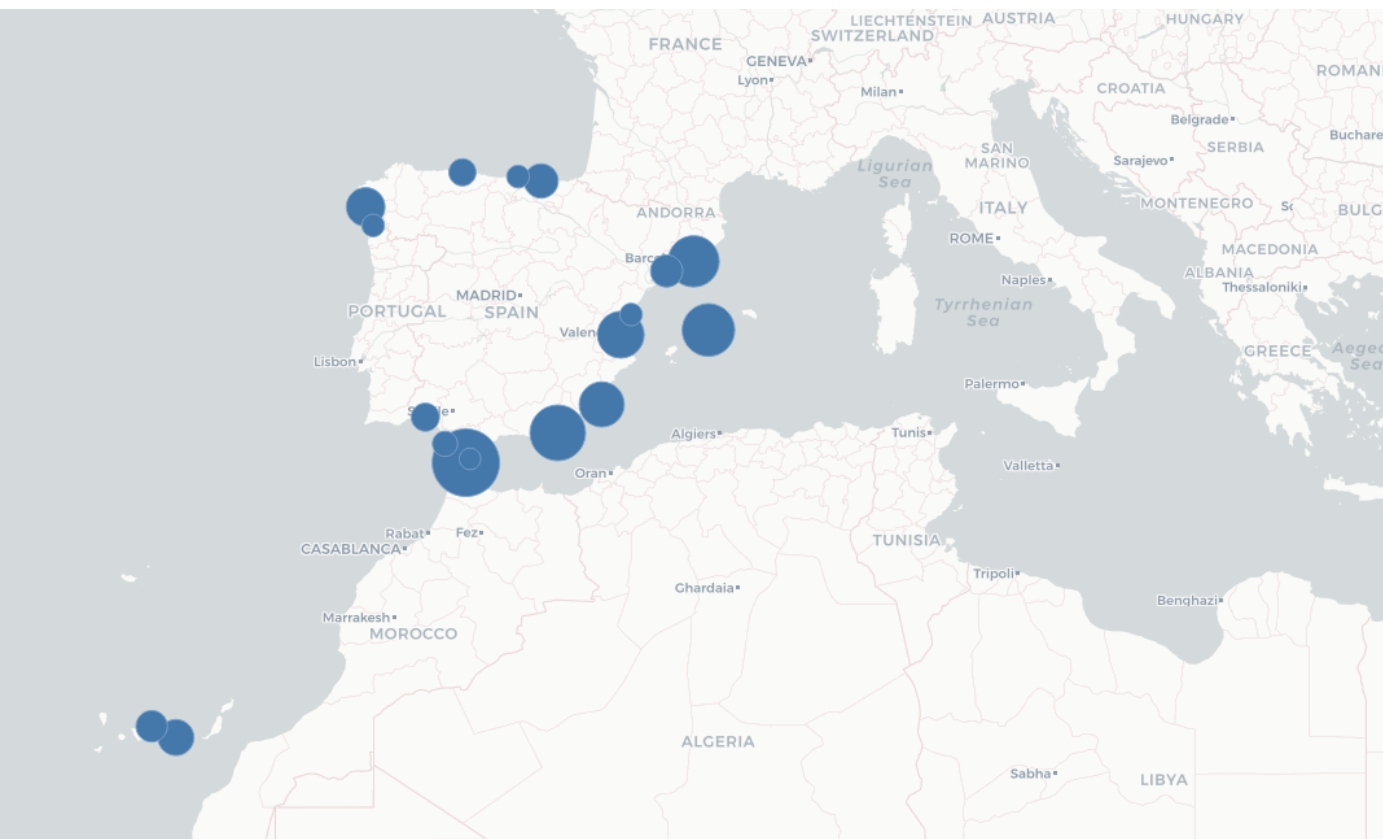 LIECHTENSTEIN
AUSTRIA
HUNGARY
SWITZERLAND
FRANCE
GENEVA
Lyon
ROMAN
Milan
CROATIA
Belgrade
Buchare
SAN
MARINO
SERBIA
Sarajevo
Ligurian
Sea
ANDORRA
ITALY
MONTENEGRO
BULG
ROME
MACEDONIA
Barc
ALBANIA
Naples
Thessaloniki
MADRID
PORTUGAL
SPAIN
Tyrrhenian
Sea
Valen
GREECE
Aegea
Sea
Lisbon
Palermo
Algiers
Tunis
Valletta
Oran
Rabat
Fez
CASABLANCA
TUNISIA
Tripoli
Ghardaia
Benghazi
Marrakesh
MOROCCO
ALGERIA
Sabha
LIBYA